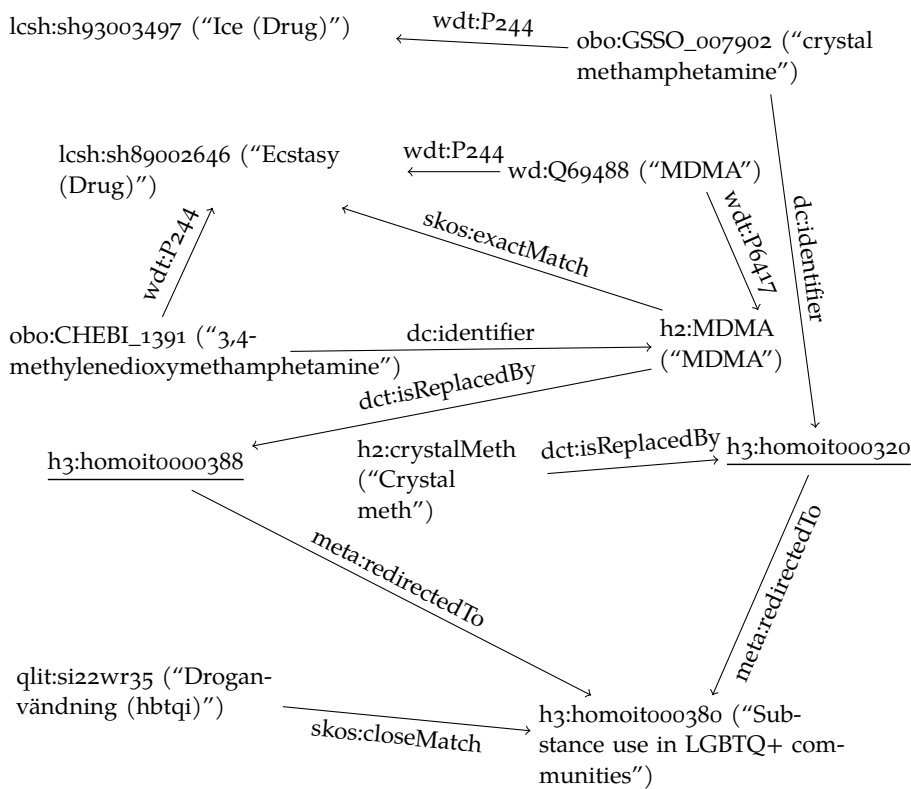 lcsh:sh93003497 (“Ice (Drug)”)
wdt:P244
obo:GSSO_007902 (“crystal
methamphetamine”)
lcsh:sh89002646 (“Ecstasy
(Drug)”)
wdt:P244
wd:Q69488 (“MDMA”)
wdt:P244
skos:exactMatch
wdt:P6417
dc:identifier
obo:CHEBI_1391 (“3,4-
methylenedioxymethamphetamine”)
dc:identifier
h2:MDMA
(“MDMA”)
dct:isReplacedBy
h3:homoit0000388
h2:crystalMeth
(“Crystal
meth”)
dct:isReplacedBy
h3:homoit000320
meta:redirectedTo
meta:redirectedTo
qlit:si22wr35 (“Drogan-
vändning (hbtqi)”)
skos:closeMatch
h3:homoit000380 (“Sub-
stance use in LGBTQ+ com-
munities”)